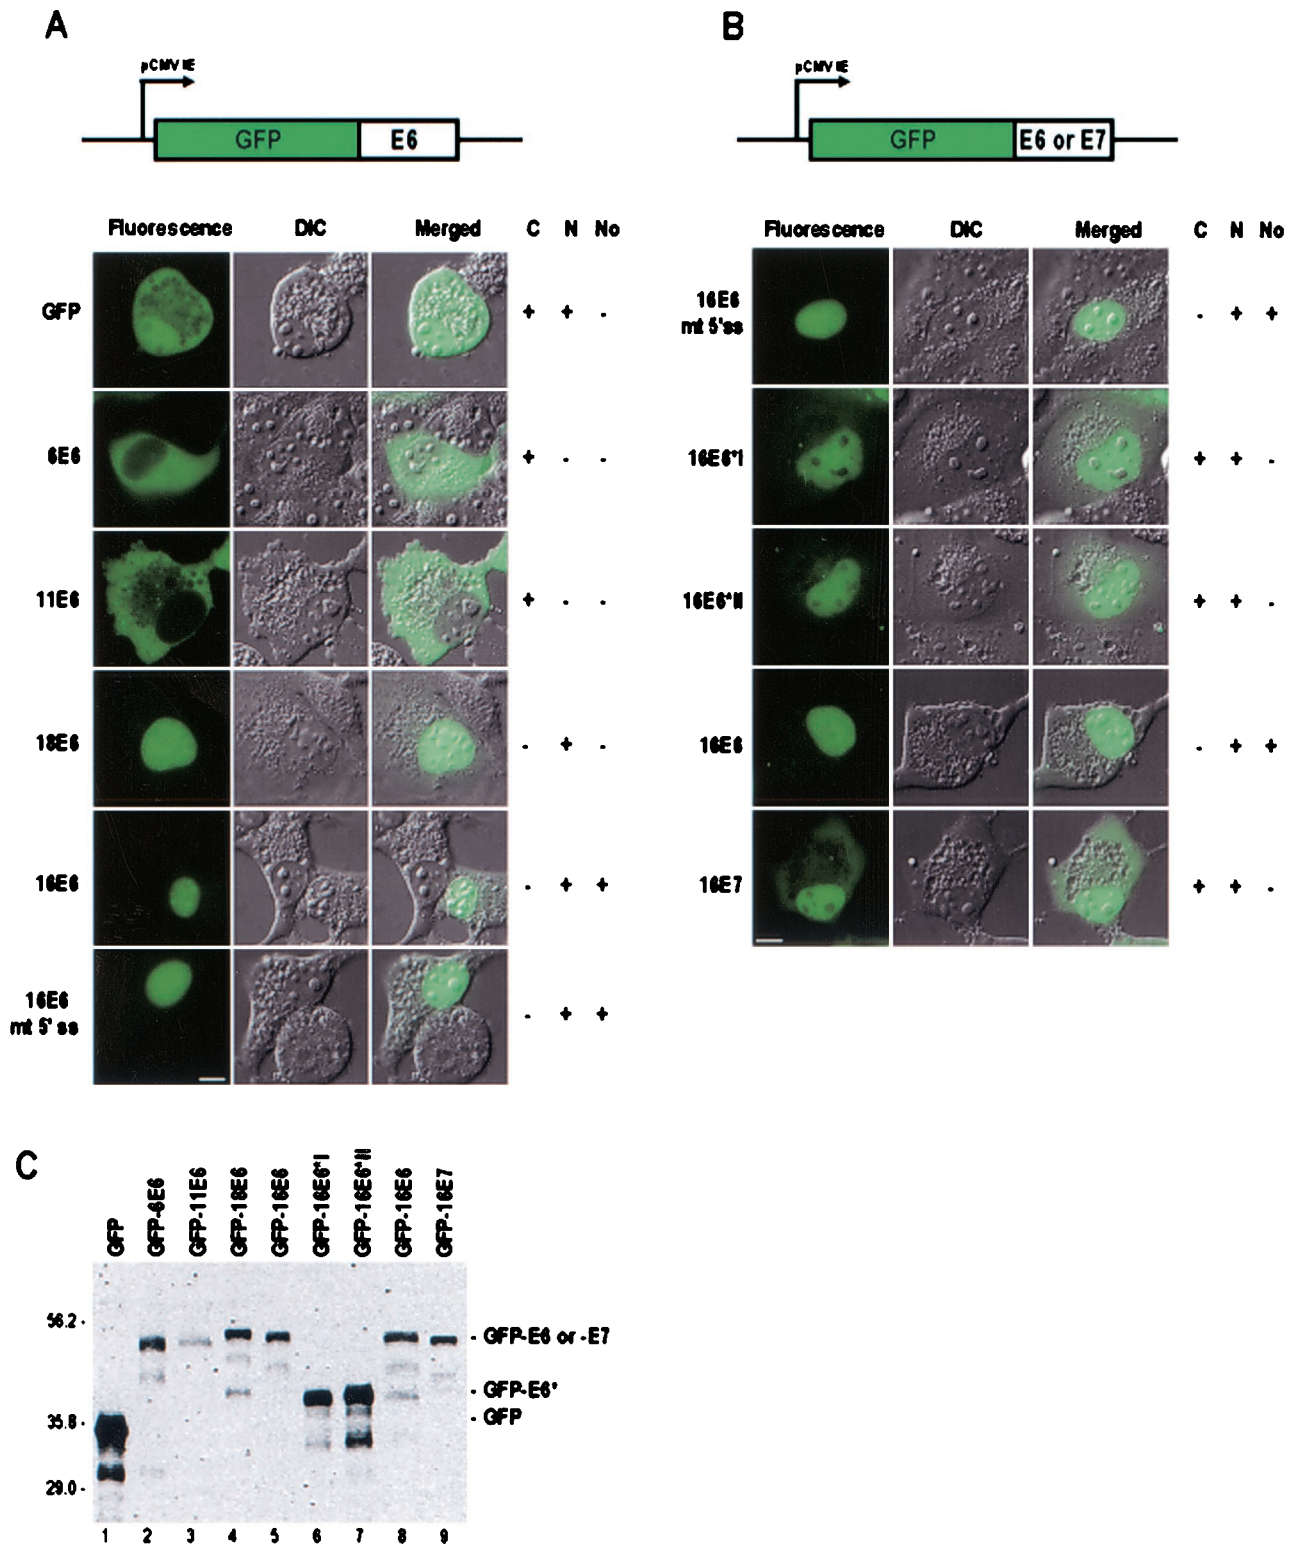 A
pCMV IE
GFP E6
Fluorescence DIC Merged C N No
GFP + + -
6E6 + - -
11E6 + - -
18E6 - + -
16E6 - + +
16E6
mt 5' ss - + +
B
pCMV IE
GFP E6 or E7
Fluorescence DIC Merged C N No
16E6
mt 5'ss - + +
16E6*I + + -
16E6*II + + -
16E6 - + +
16E7 + + -
C
GFP
GFP-6E6
GFP-11E6
GFP-18E6
GFP-16E6
GFP-16E6*I
GFP-16E6*II
GFP-16E6
GFP-16E7
56.2 -
35.8 -
29.0 -
- GFP-E6 or -E7
- GFP-E6*
- GFP
1 2 3 4 5 6 7 8 9